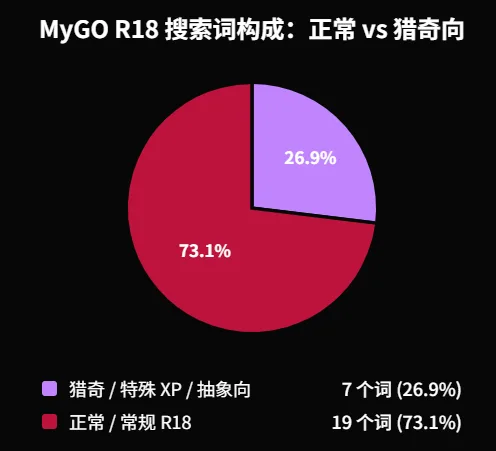 MyGO R18 搜索词构成：正常 vs 猎奇向
26.9%
73.1%
猎奇 / 特殊 XP / 抽象向 7 个词 (26.9%)
正常 / 常规 R18 19 个词 (73.1%)